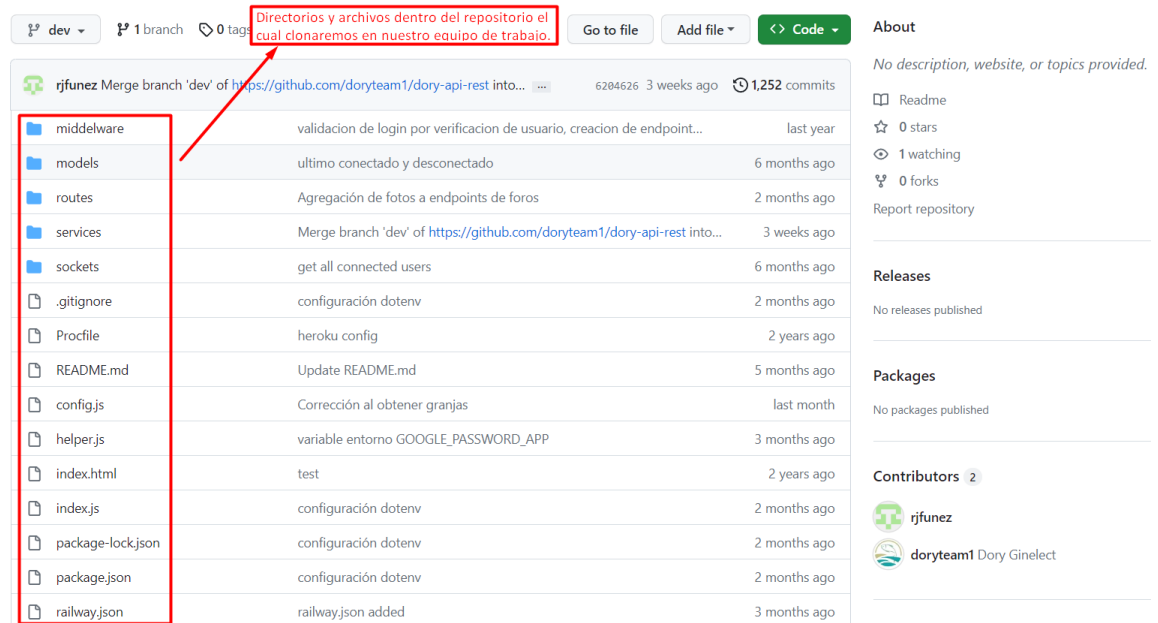 dev
1 branch
0 tags
Directorios y archivos dentro del repositorio el
cual clonaremos en nuestro equipo de trabajo.
Go to file
Add file
<> Code
rjfunez Merge branch 'dev' of https://github.com/doryteam1/dory-api-rest into... ... 6204626 3 weeks ago 1,252 commits
middelware validacion de login por verificacion de usuario, creacion de endpoint... last year
models ultimo conectado y desconectado 6 months ago
routes Agregación de fotos a endpoints de foros 2 months ago
services Merge branch 'dev' of https://github.com/doryteam1/dory-api-rest into... 3 weeks ago
sockets get all connected users 6 months ago
.gitignore configuración dotenv 2 months ago
Procfile heroku config 2 years ago
README.md Update README.md 5 months ago
config.js Corrección al obtener granjas last month
helper.js variable entorno GOOGLE_PASSWORD_APP 3 months ago
index.html test 2 years ago
index.js configuración dotenv 2 months ago
package-lock.json configuración dotenv 2 months ago
package.json configuración dotenv 2 months ago
railway.json railway.json added 3 months ago
About
No description, website, or topics provided.
Readme
0 stars
1 watching
0 forks
Report repository
Releases
No releases published
Packages
No packages published
Contributors 2
rjfunez
doryteam1 Dory Ginelect